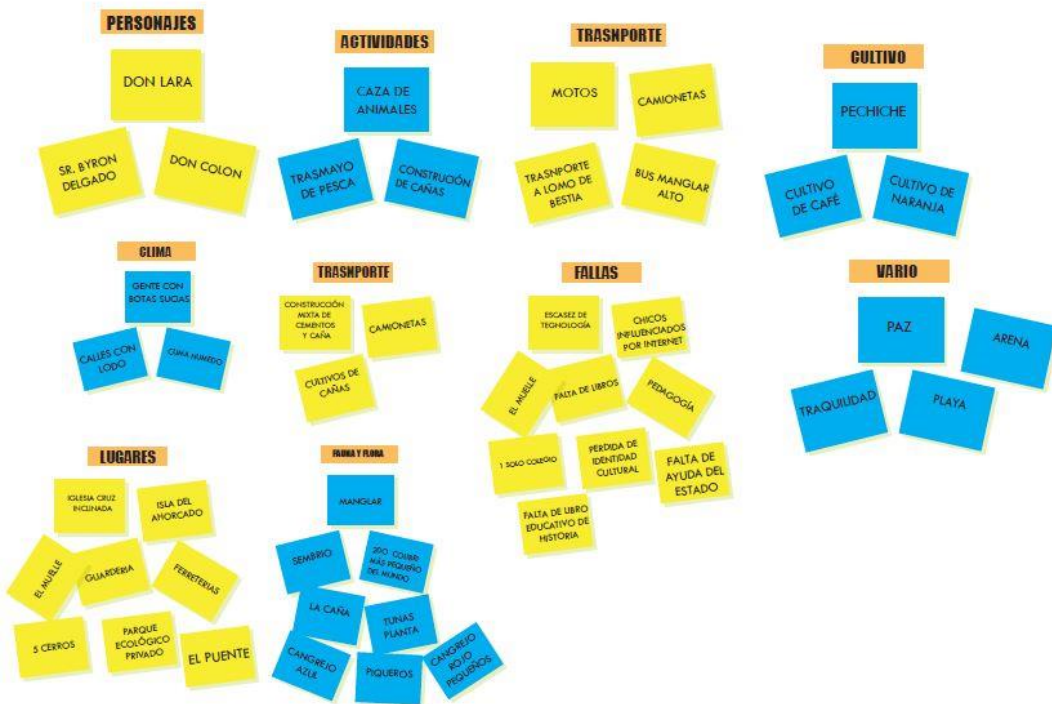 PERSONAJES
DON LARA
SR. BYRON
DELGADO
DON COLON
ACTIVIDADES
CAZA DE
ANIMALES
TRASMAYO
DE PESCA
CONSTRUCIÓN
DE CAÑAS
TRASNPORTE
MOTOS
CAMIONETAS
TRASNPORTE
A LOMO DE
BESTIA
BUS MANGLAR
ALTO
CULTIVO
PECHICHE
CULTIVO
DE CAFÉ
CULTIVO DE
NARANJA
CLIMA
GENTE CON
BOTAS SUCIAS
CALLES CON
LODO
CLIMA HUMEDO
TRASNPORTE
CONSTRUCCIÓN
MIXTA DE
CEMENTOS
Y CAÑA
CAMIONETAS
CULTIVOS DE
CAÑAS
FALLAS
ESCASEZ DE
TEGNOLOGÍA
CHICOS
INFLUENCIADOS
POR INTERNET
EL MUELLE
FALTA DE LIBROS
PEDAGOGÍA
1 SOLO COLEGIO
PERDIDA DE
IDENTIDAD
CULTURAL
FALTA DE
AYUDA DEL
ESTADO
FALTA DE LIBRO
EDUCATIVO DE
HISTORIA
VARIO
PAZ
ARENA
TRAQUILIDAD
PLAYA
LUGARES
IGLESIA CRUZ
INCLINADA
ISLA DEL
AHORCADO
EL MUELLE
GUARDERIA
FERRETERIAS
5 CERROS
PARQUE
ECOLÓGICO
PRIVADO
EL PUENTE
FAUNA Y FLORA
MANGLAR
SEMBRIO
2DO COLIBRI
MÁS PEQUEÑO
DEL MUNDO
LA CAÑA
TUNAS
PLANTA
CANGREJO
AZUL
PIQUEROS
CANGREJO
ROJO
PEQUEÑOS